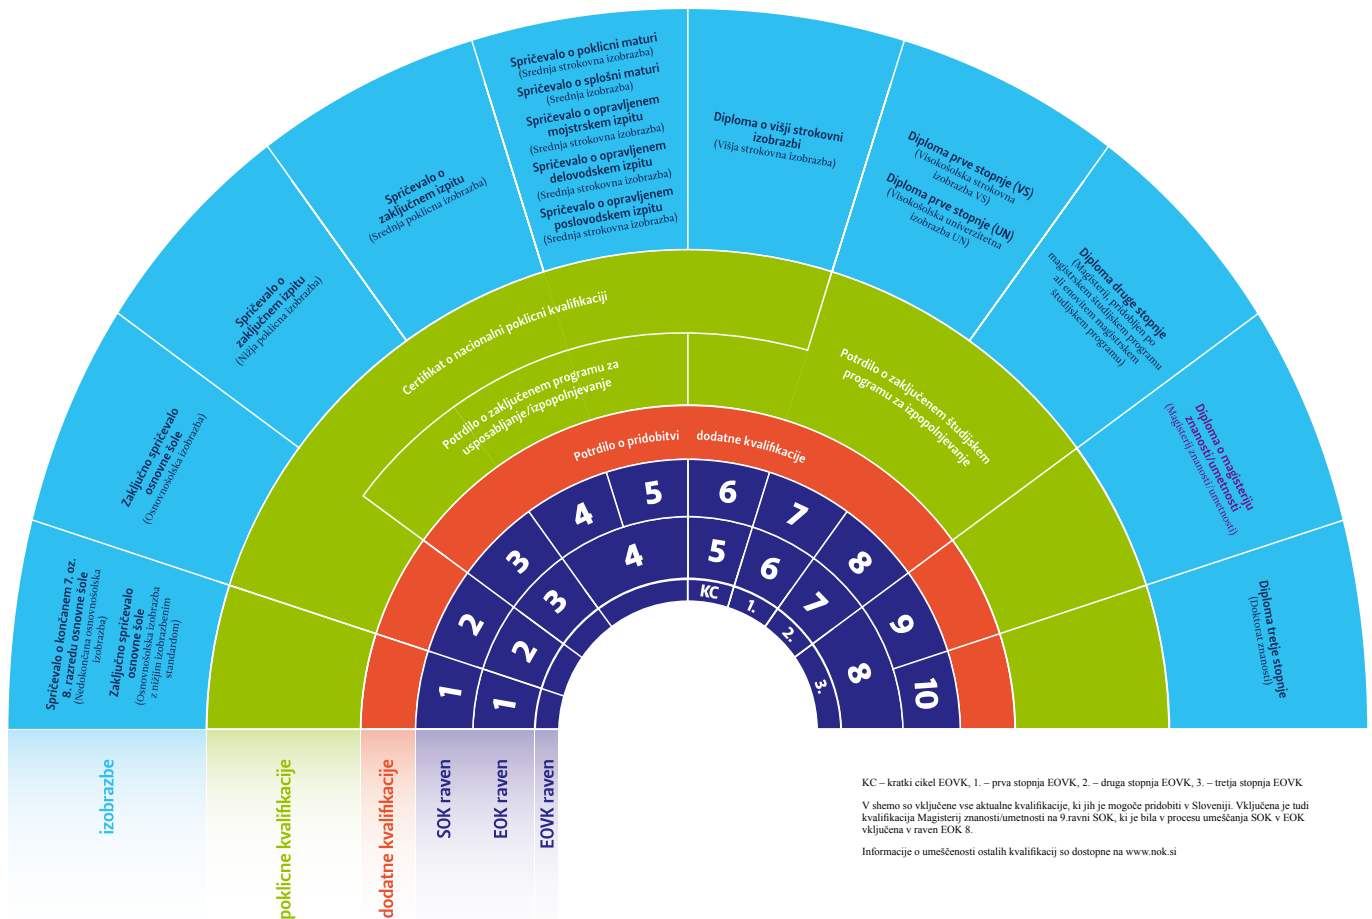 Spričevalo o končanem 7. oz.
8. razredu osnovne šole
(Nedokončana osnovnošolska
izobrazba)
Zaključno spričevalo
osnovne šole
(Osnovnošolska izobrazba
z nižjim izobrazbenim
standardom)
Zaključno spričevalo
osnovne šole
(Osnovnošolska izobrazba)
Spričevalo o
zaključnem izpitu
(Nižja poklicna izobrazba)
Spričevalo o
zaključnem izpitu
(Srednja poklicna izobrazba)
Spričevalo o poklicni maturi
(Srednja strokovna izobrazba)
Spričevalo o splošni maturi
(Srednja izobrazba)
Spričevalo o opravljenem
mojstrskem izpitu
(Srednja strokovna izobrazba)
Spričevalo o opravljenem
delovodskem izpitu
(Srednja strokovna izobrazba)
Spričevalo o opravljenem
poslovodskem izpitu
(Srednja strokovna izobrazba)
Diploma o višji strokovni
izobrazbi
(Višja strokovna izobrazba)
Diploma prve stopnje (VS)
(Visokošolska strokovna
izobrazba VS)
Diploma prve stopnje (UN)
(Visokošolska univerzitetna
izobrazba UN)
Diploma druge stopnje
(Magisterij, pridobljen po
magistrskem študijskem programu
ali enovitem magistrskem
študijskem programu)
Diploma o magisteriju
znanosti/umetnosti
(Magisterij znanosti/umetnosti)
Diploma tretje stopnje
(Doktorat znanosti)
Certifikat o nacionalni poklicni kvalifikaciji
Potrdilo o zaključenem programu za
usposabljanje/izpopolnjevanje
Potrdilo o zaključenem študijskem
programu za izpopolnjevanje
Potrdilo o pridobitvi dodatne kvalifikacije
1
2
3
4
5
6
7
8
9
10
1
2
3
4
5
6
7
8
KC
1.
2.
3.
izobrazbe
poklicne kvalifikacije
dodatne kvalifikacije
SOK raven
EOK raven
EOVK raven
KC – kratki cikel EOVK, 1. – prva stopnja EOVK, 2. – druga stopnja EOVK, 3. – tretja stopnja EOVK
V shemo so vključene vse aktualne kvalifikacije, ki jih je mogoče pridobiti v Sloveniji. Vključena je tudi
kvalifikacija Magisterij znanosti/umetnosti na 9.ravni SOK, ki je bila v procesu umeščanja SOK v EOK
vključena v raven EOK 8.
Informacije o umeščenosti ostalih kvalifikacij so dostopne na www.nok.si